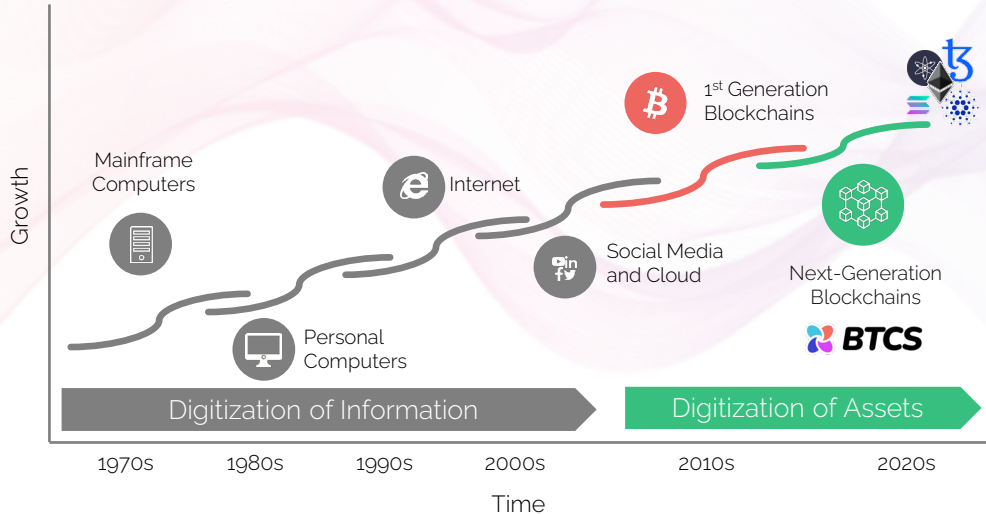 Growth
Mainframe
Computers
Personal
Computers
Internet
Social Media
and Cloud
in
f
1st Generation
Blockchains
Next-Generation
Blockchains
BTCS
Digitization of Information
Digitization of Assets
1970s
1980s
1990s
2000s
2010s
2020s
Time